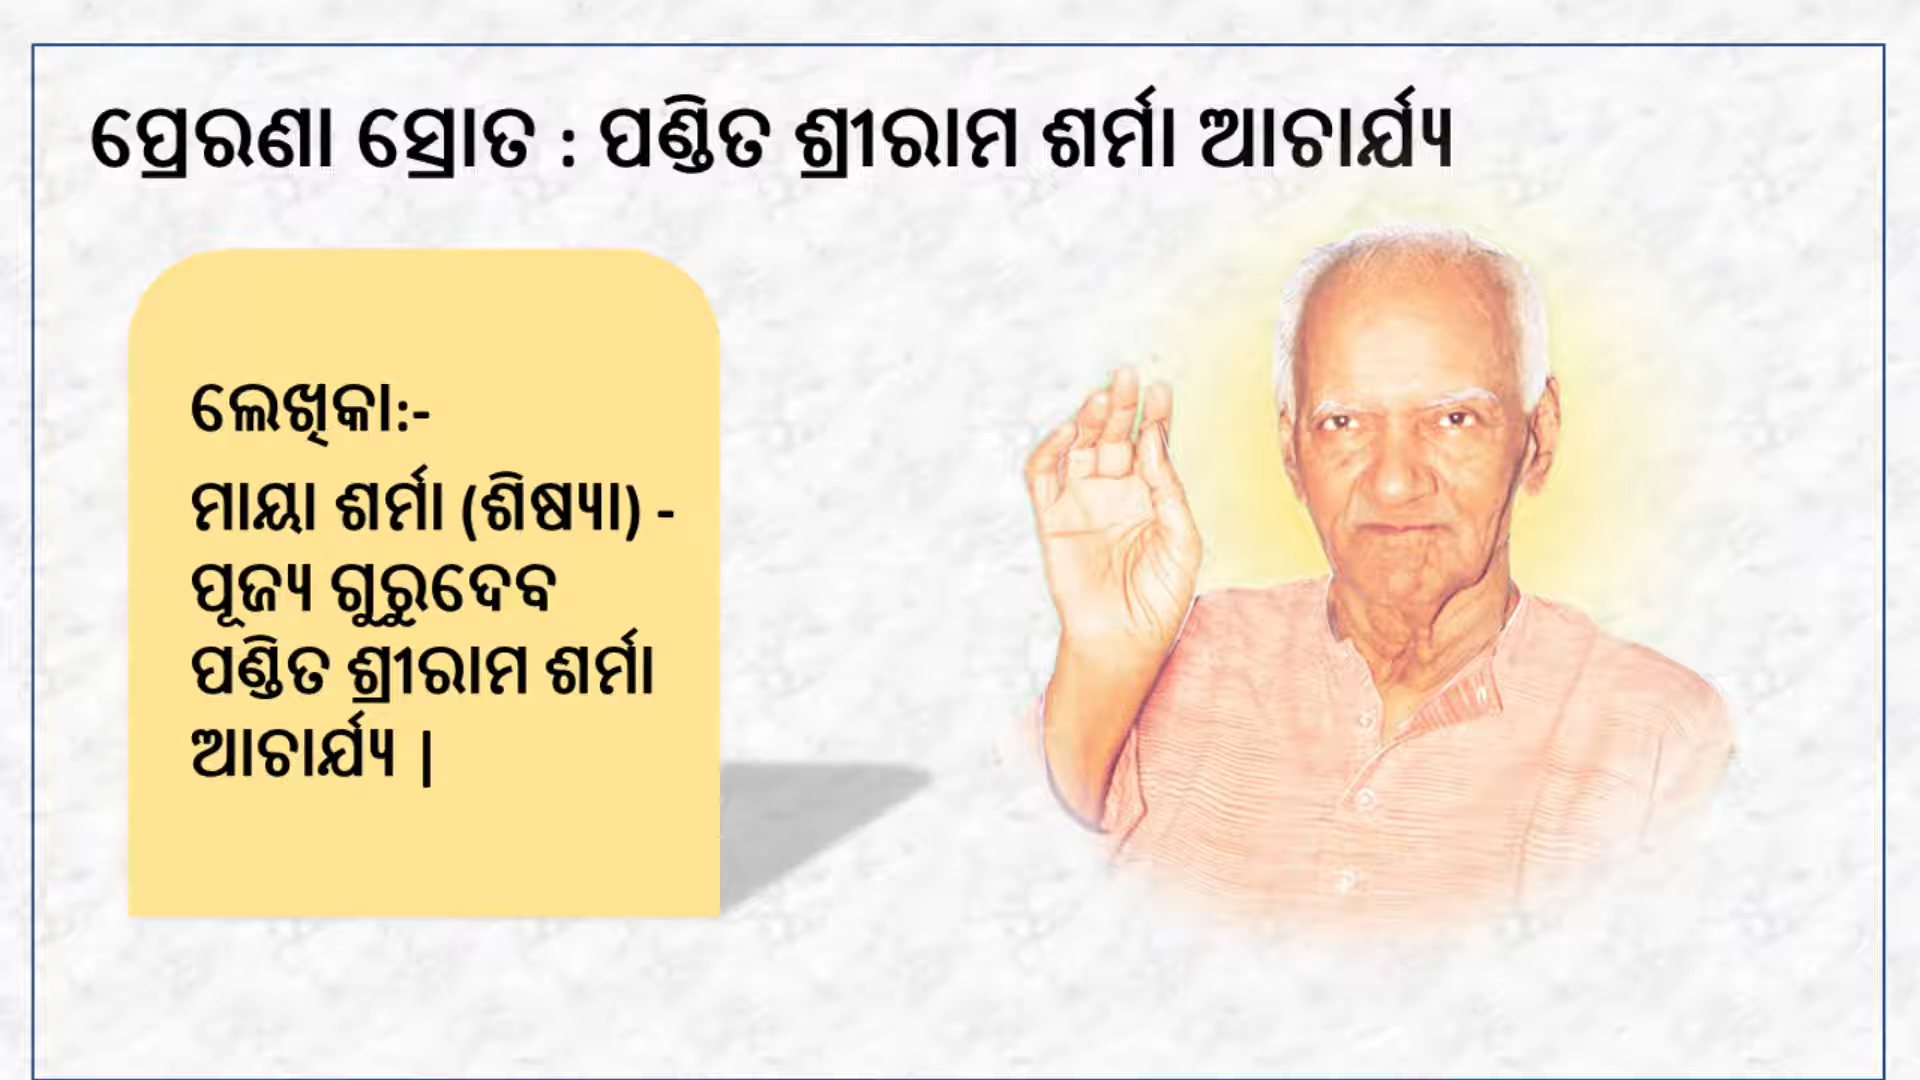 ପ୍ରେରଣା ସ୍ରୋତ : ପଣ୍ଡିତ ଶ୍ରୀରାମ ଶର୍ମା ଆଚାର୍ଯ୍ୟ
ଲେଖିକା:-
ମାୟା ଶର୍ମା (ଶିଷ୍ୟା) -
ପୂଜ୍ୟ ଗୁରୁଦେବ
ପଣ୍ଡିତ ଶ୍ରୀରାମ ଶର୍ମା
ଆଚାର୍ଯ୍ୟ |